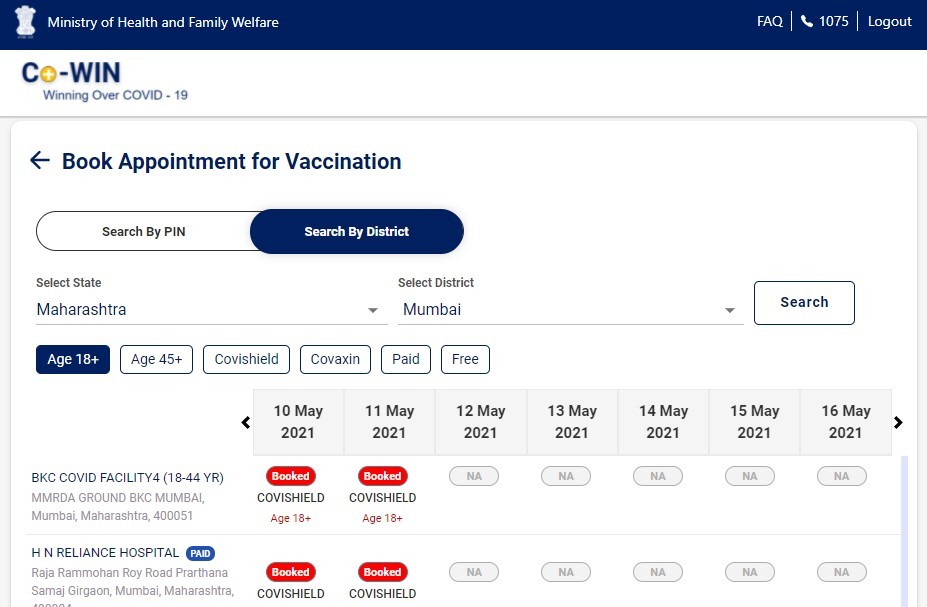 Ministry of Health and Family Welfare
FAQ 1075 Logout
Co-WIN
Winning Over COVID - 19
Book Appointment for Vaccination
Search By PIN Search By District
Select State Select District
Maharashtra Mumbai Search
Age 18+ Age 45+ Covishield Covaxin Paid Free
10 May 11 May 12 May 13 May 14 May 15 May 16 May
2021 2021 2021 2021 2021 2021 2021
BKC COVID FACILITY4 (18-44 YR) Booked Booked NA NA NA NA NA
MMRDA GROUND BKC MUMBAI, COVISHIELD COVISHIELD
Mumbai, Maharashtra, 400051 Age 18+ Age 18+
H N RELIANCE HOSPITAL PAID
Raja Rammohan Roy Road Prarthana Booked Booked NA NA NA NA NA
Samaj Girgaon, Mumbai, Maharashtra, COVISHIELD COVISHIELD